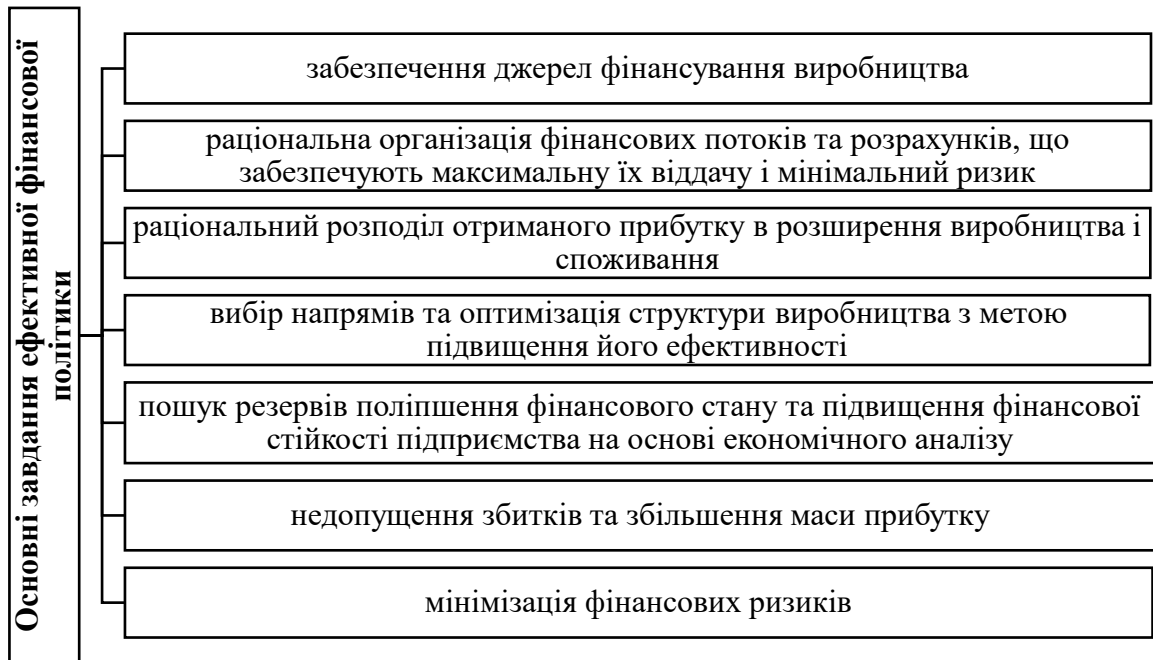 Основні завдання ефективної фінансової
політики
забезпечення джерел фінансування виробництва
раціональна організація фінансових потоків та розрахунків, що
забезпечують максимальну їх віддачу і мінімальний ризик
раціональний розподіл отриманого прибутку в розширення виробництва і
споживання
вибір напрямів та оптимізація структури виробництва з метою
підвищення його ефективності
пошук резервів поліпшення фінансового стану та підвищення фінансової
стійкості підприємства на основі економічного аналізу
недопущення збитків та збільшення маси прибутку
мінімізація фінансових ризиків